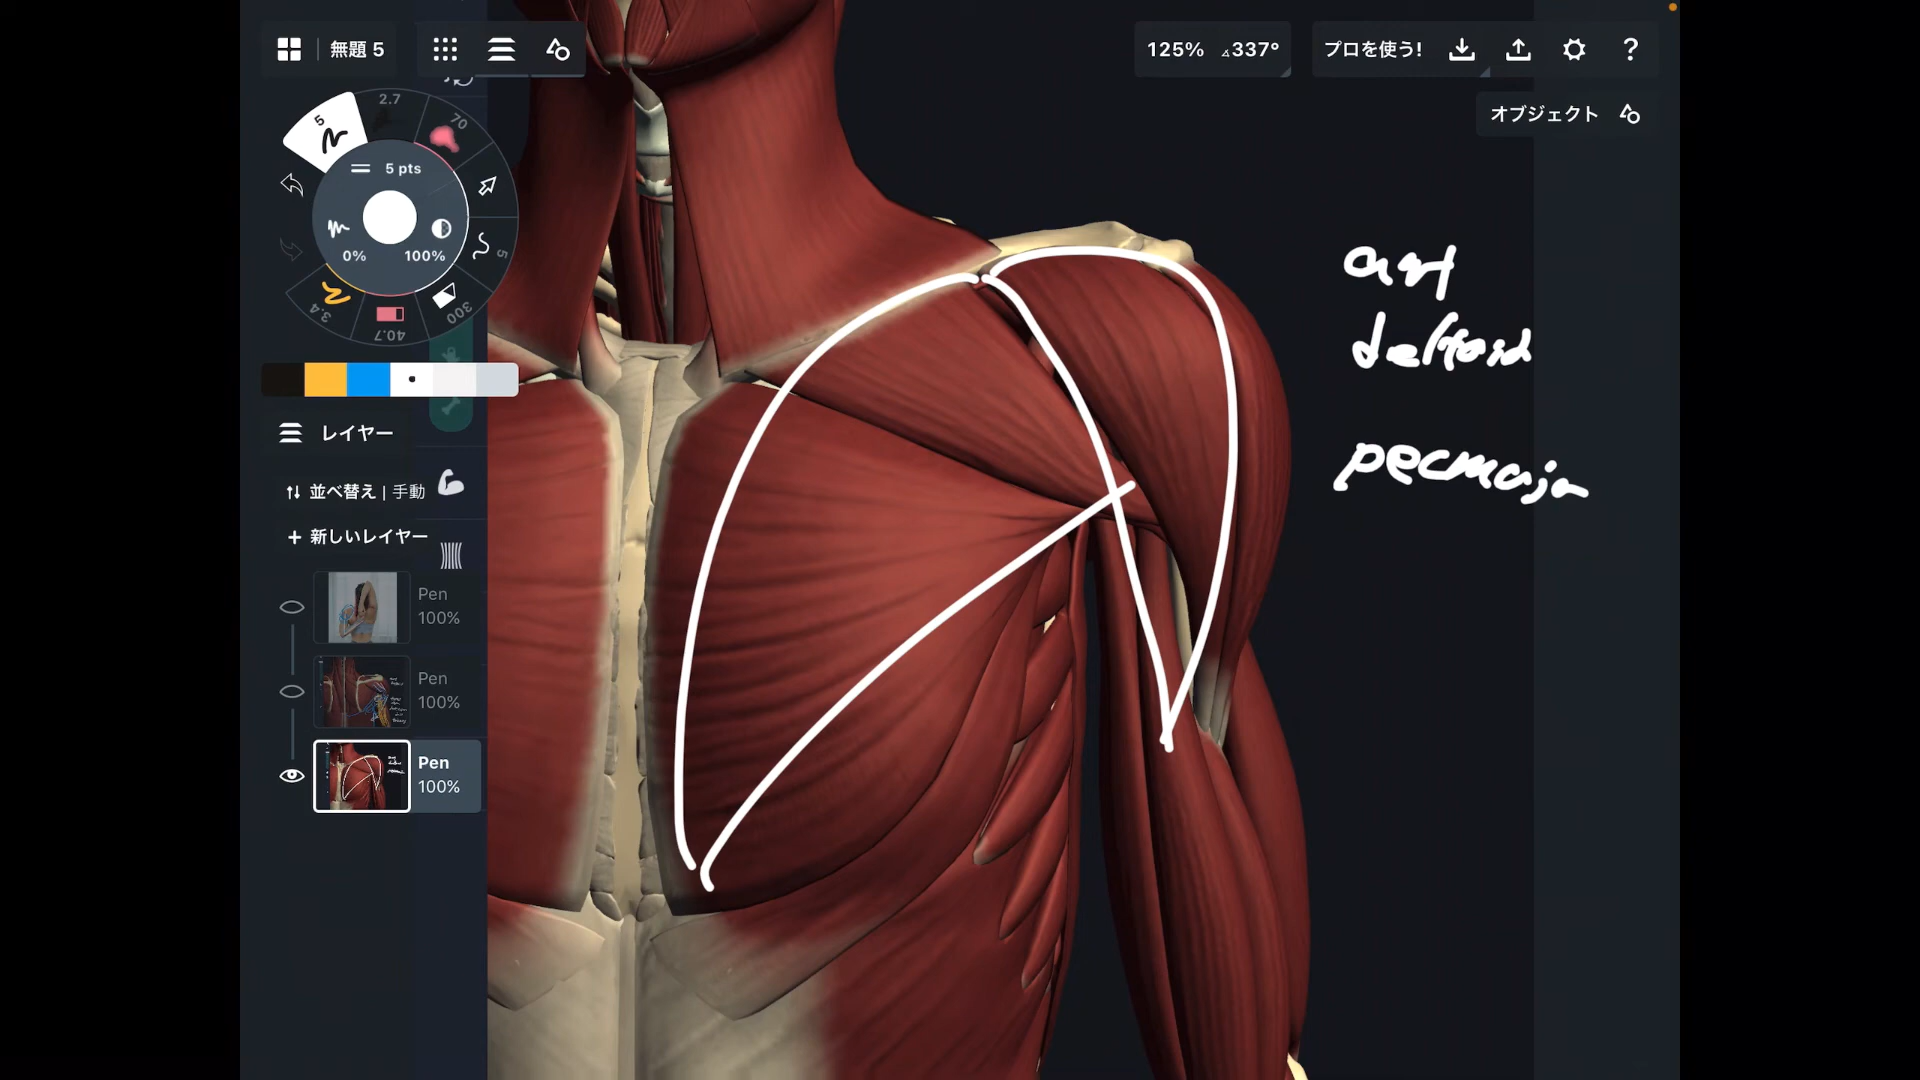 無題 5
125% ⊿337°
プロを使う!
?
オブジェクト
2.7
5
70
5 pts
0%
100%
5
3.4
40.7
300
レイヤー
並べ替え | 手動
+ 新しいレイヤー
Pen
100%
Pen
100%
Pen
100%
deltoid